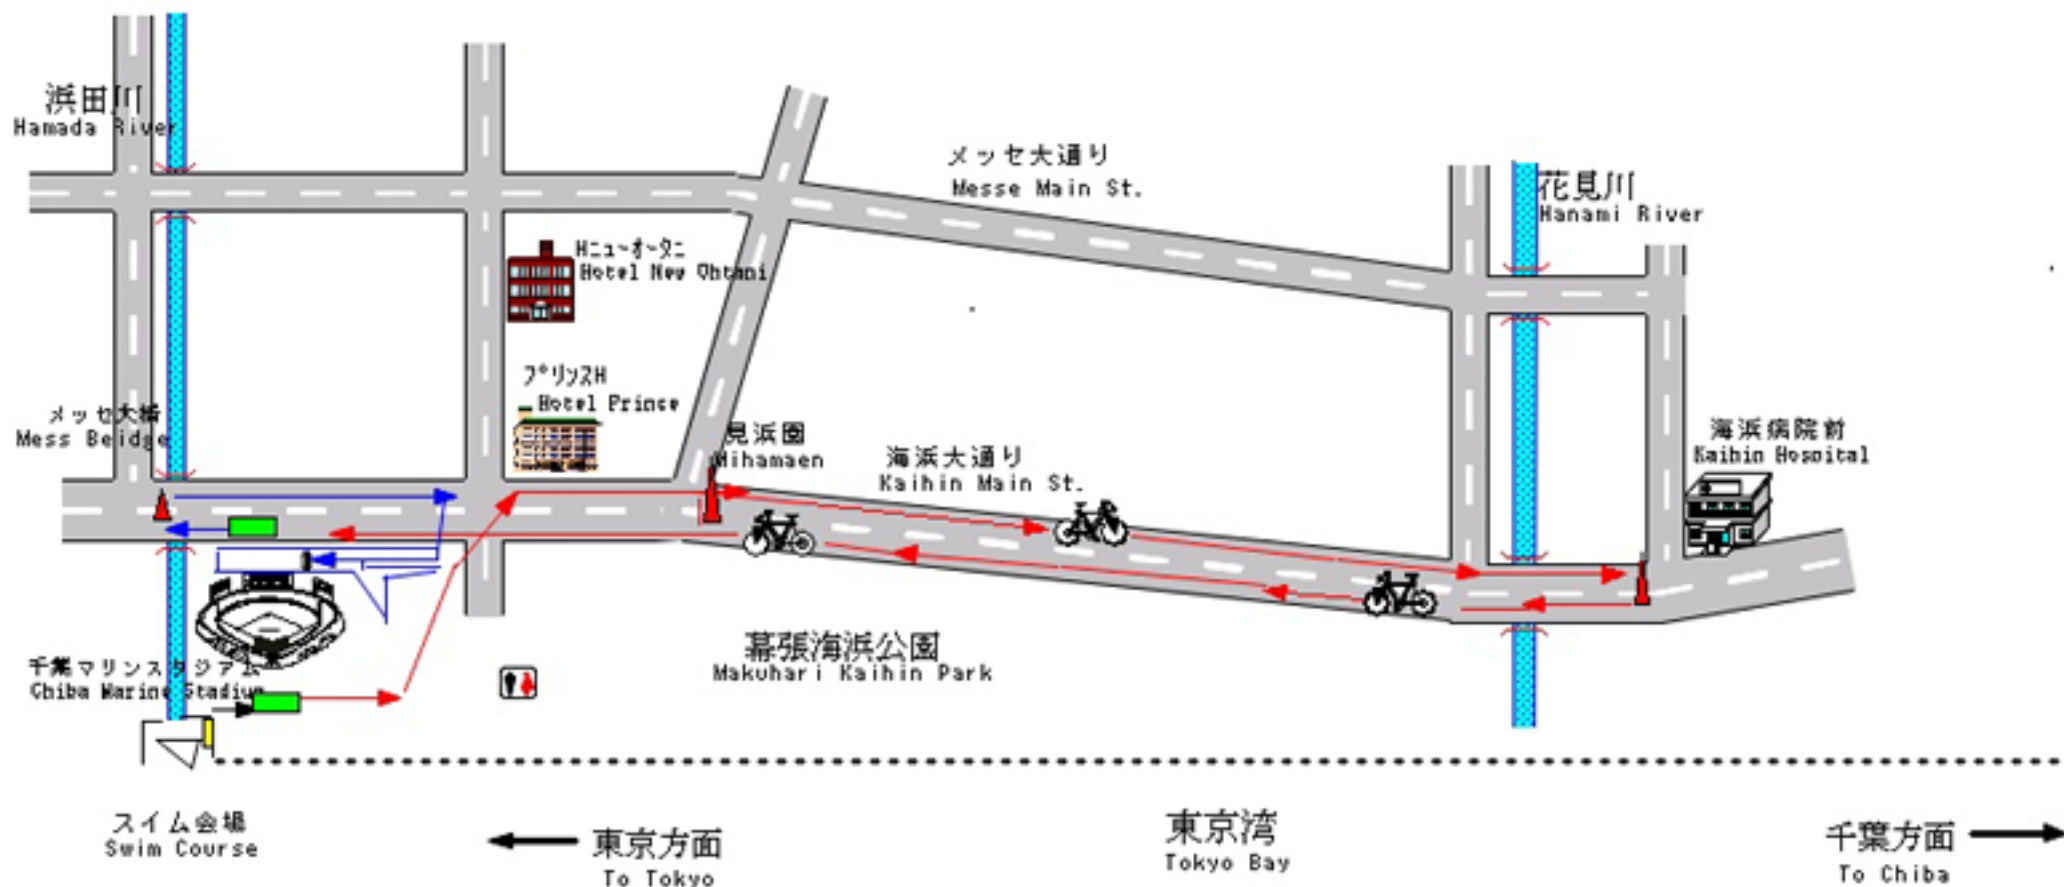 浜田川
Hamada River
メッセ大通り
Messe Main St.
花見川
Hanami River
Hニューオータニ
Hotel New Ohtani
プリンスH
Hotel Prince
メッセ大橋
Mess Beidge
見浜園
Mihamaen
海浜大通り
Kaihin Main St.
海浜病院前
Kaihin Hospital
幕張海浜公園
Makuhari Kaihin Park
千葉マリンスタジアム
Chiba Marine Stadium
スイム会場
Swim Course
東京方面
To Tokyo
東京湾
Tokyo Bay
千葉方面
To Chiba